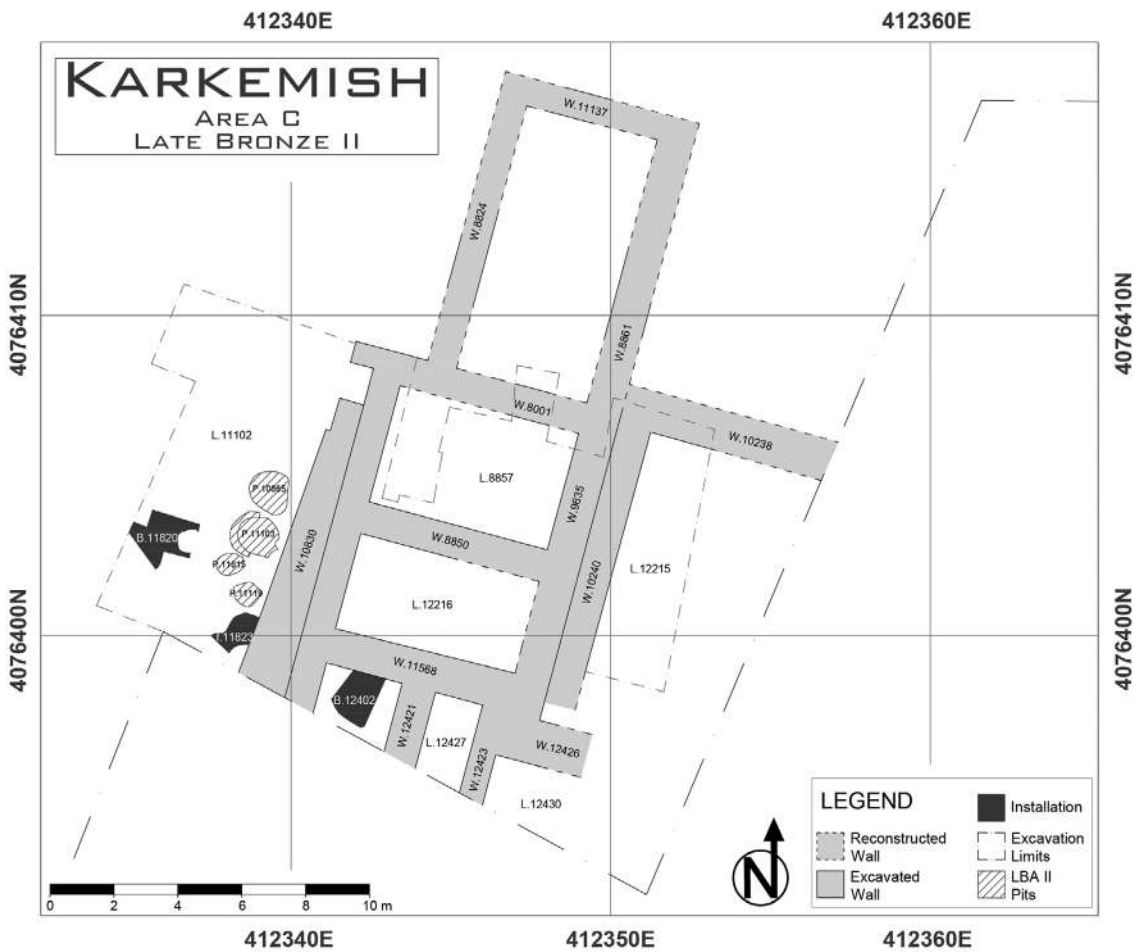 412340E
412360E
KARKEMISH
AREA C
LATE BRONZE II
W.11137
W.8824
4076410N
4076410N
W.8861
W.8001
W.10238
L.11102
L.8857
P.10865
W.9635
P.11103
B.11820
W.10830
W.8850
P.11815
L.12215
W.10240
P.11119
L.12216
4076400N
4076400N
I.11823
W.11568
B.12402
W.12421
L.12427
W.12426
W.12423
L.12430
LEGEND
Installation
Reconstructed
Wall
Excavation
Limits
Excavated
Wall
LBA II
Pits
N
0 2 4 6 8 10 m
412340E
412350E
412360E